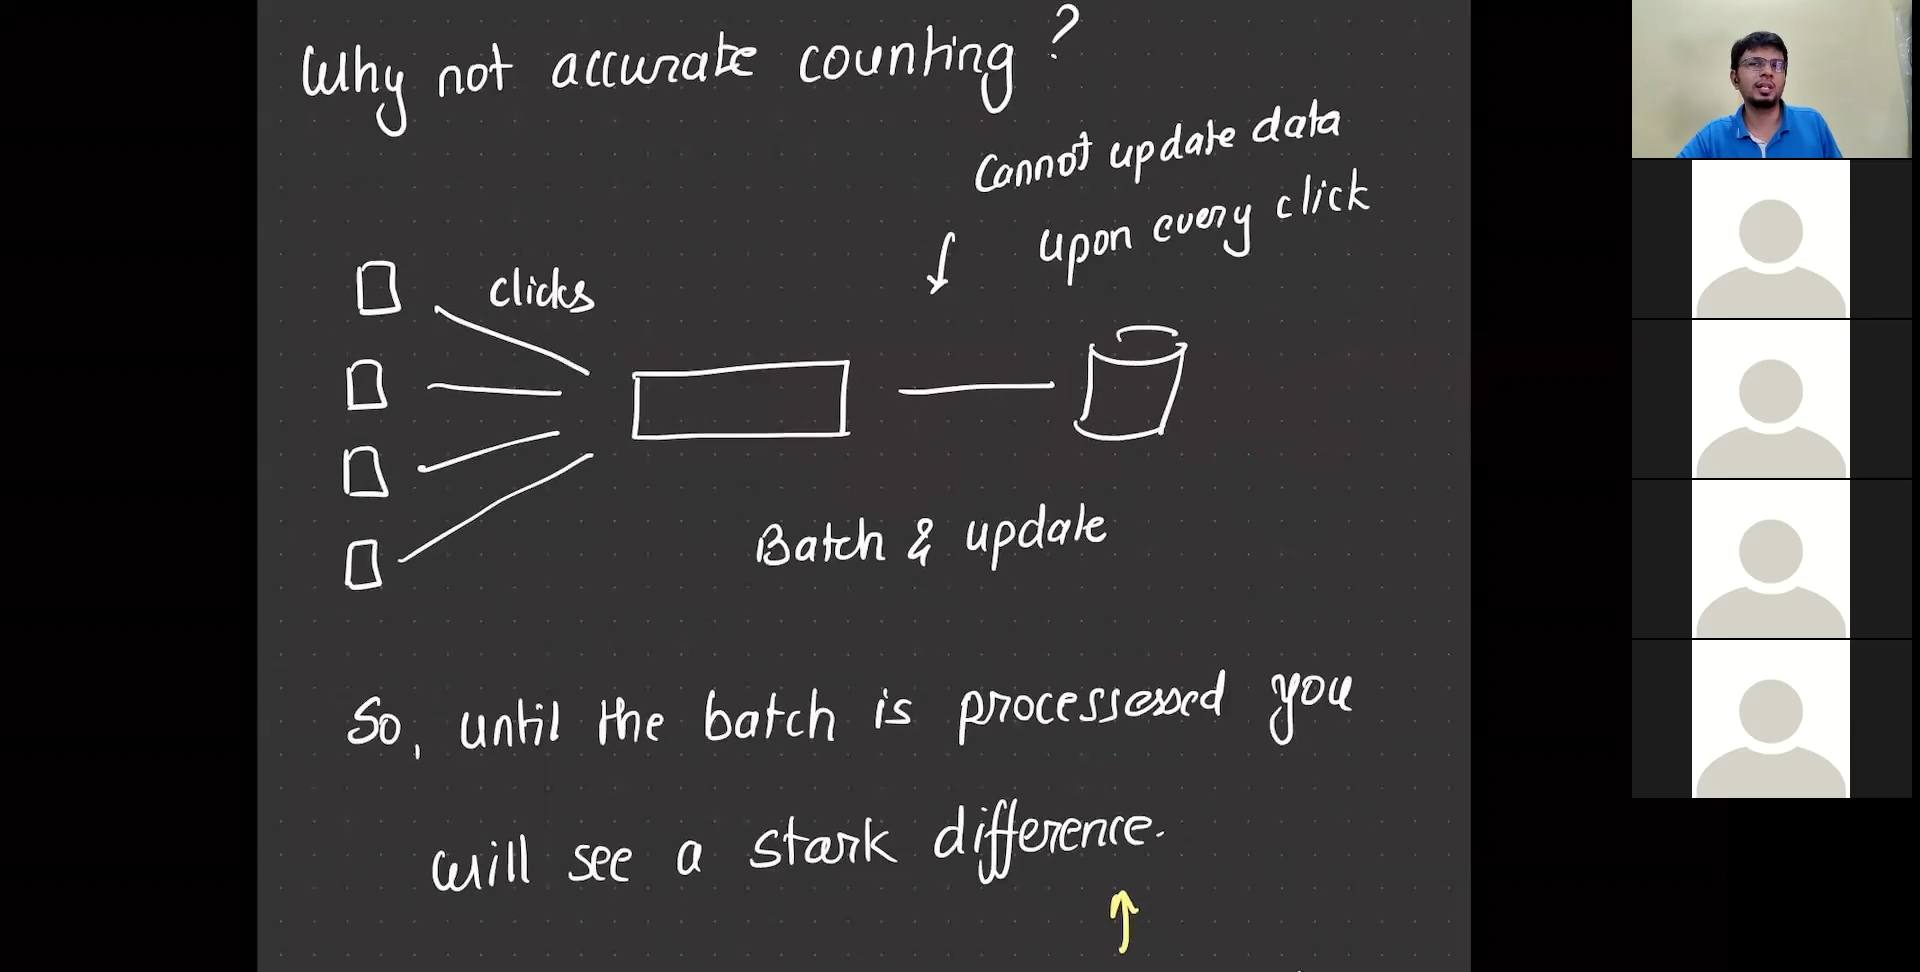 Why not accurate counting ?
Cannot update data
upon every click
clicks
Batch & update
So, until the batch is processessed you
will see a stark difference.